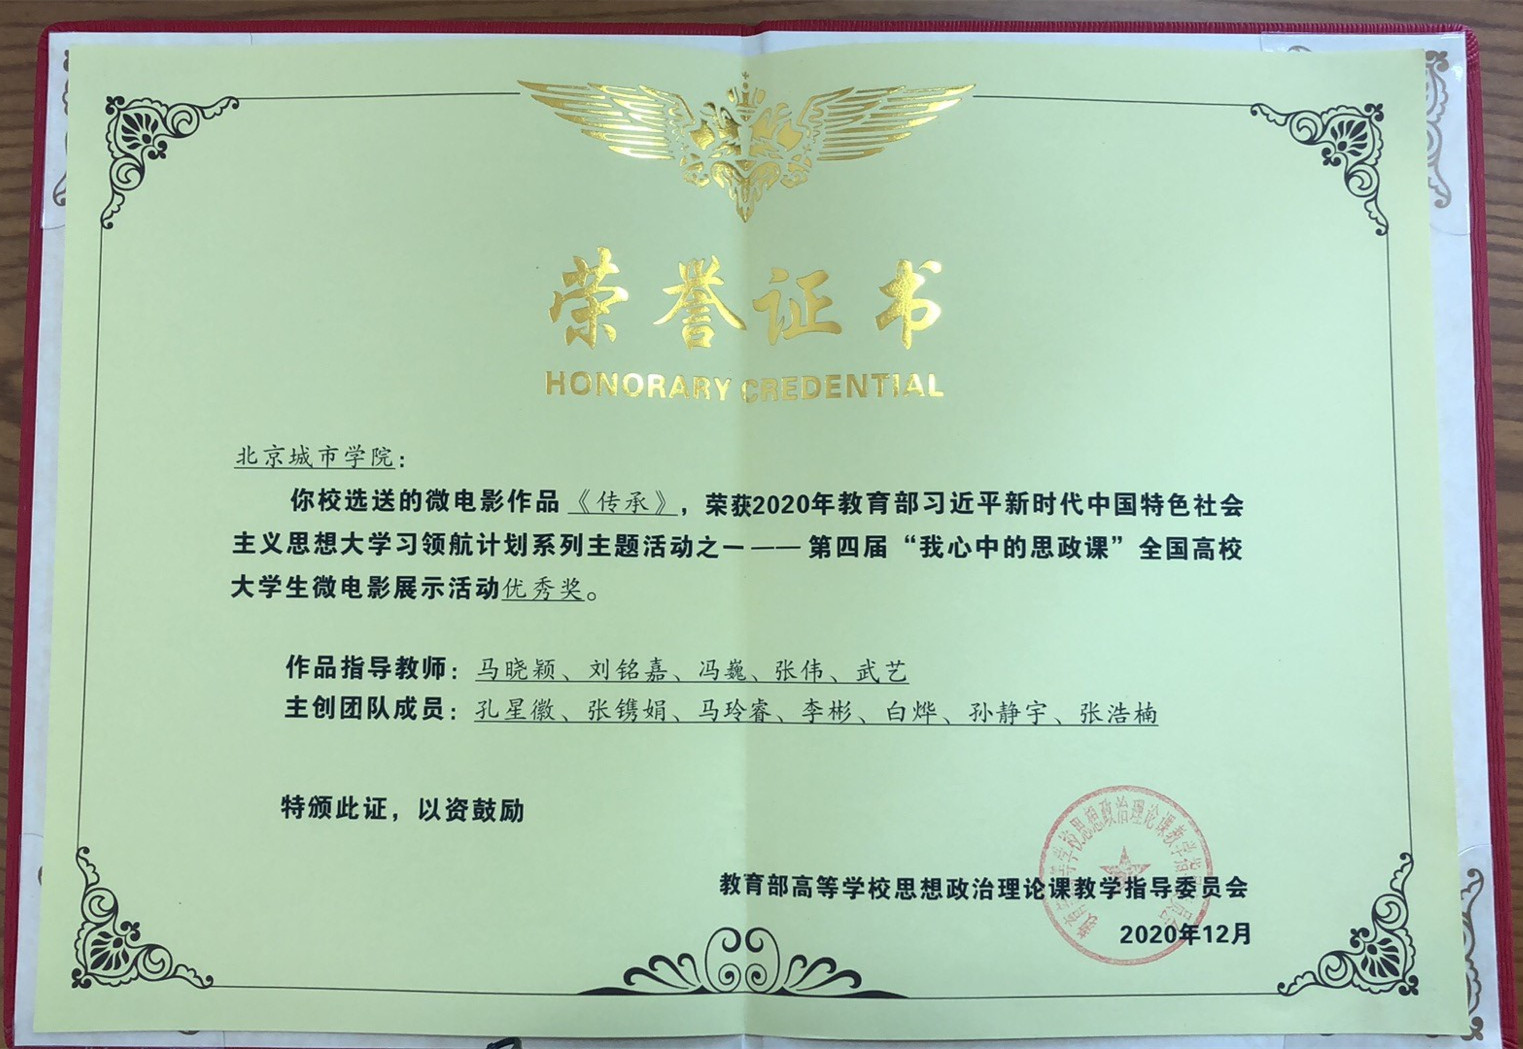 荣誉证书
HONORARY CREDENTIAL
北京城市学院：
你校选送的微电影作品《传承》，荣获2020年教育部习近平新时代中国特色社会
主义思想大学习领航计划系列主题活动之一——第四届“我心中的思政课”全国高校
大学生微电影展示活动优秀奖。
作品指导教师：马晓颖、刘铭嘉、冯巍、张伟、武艺
主创团队成员：孔星徽、张镌娟、马玲睿、李彬、白烨、孙静宇、张浩楠
特颁此证，以资鼓励
教育部高等学校思想政治理论课教学指导委员会
2020年12月